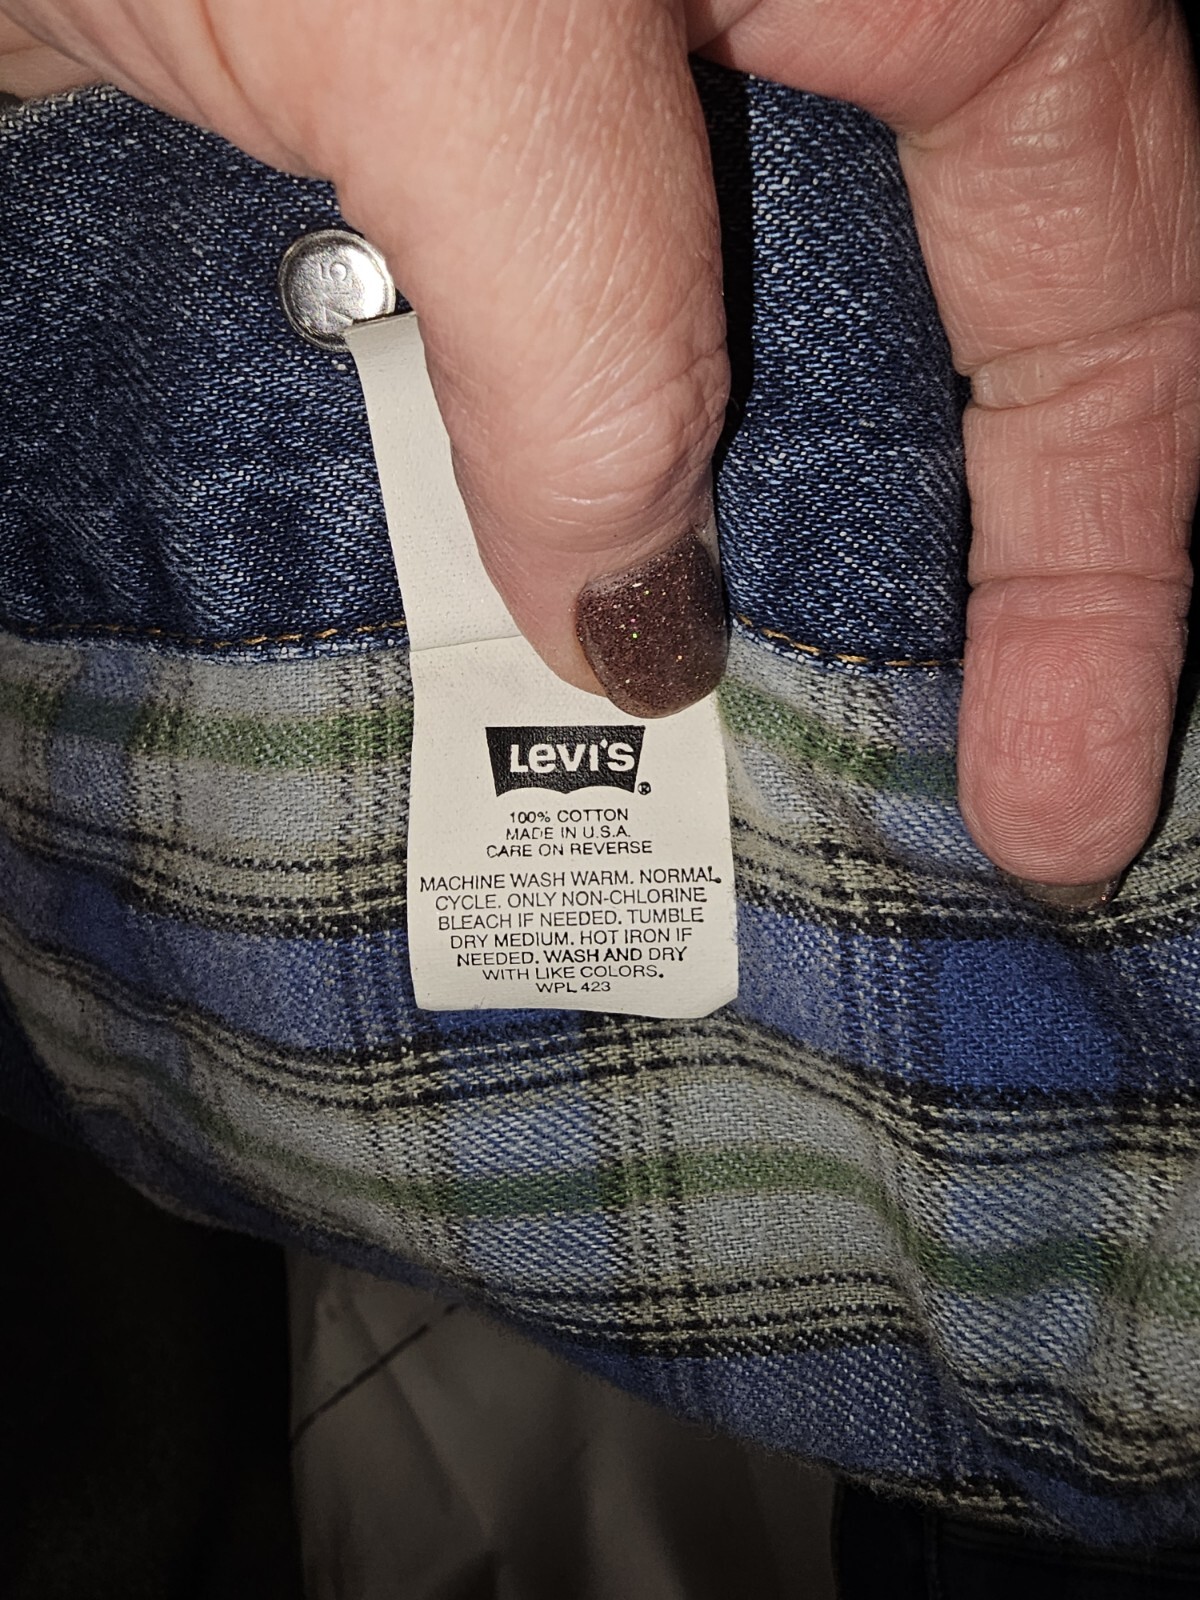 575
LEVI'S®
100% COTTON
MADE IN U.S.A.
CARE ON REVERSE
MACHINE WASH WARM. NORMAL
CYCLE. ONLY NON-CHLORINE
BLEACH IF NEEDED. TUMBLE
DRY MEDIUM. HOT IRON IF
NEEDED. WASH AND DRY
WITH LIKE COLORS.
WPL 423